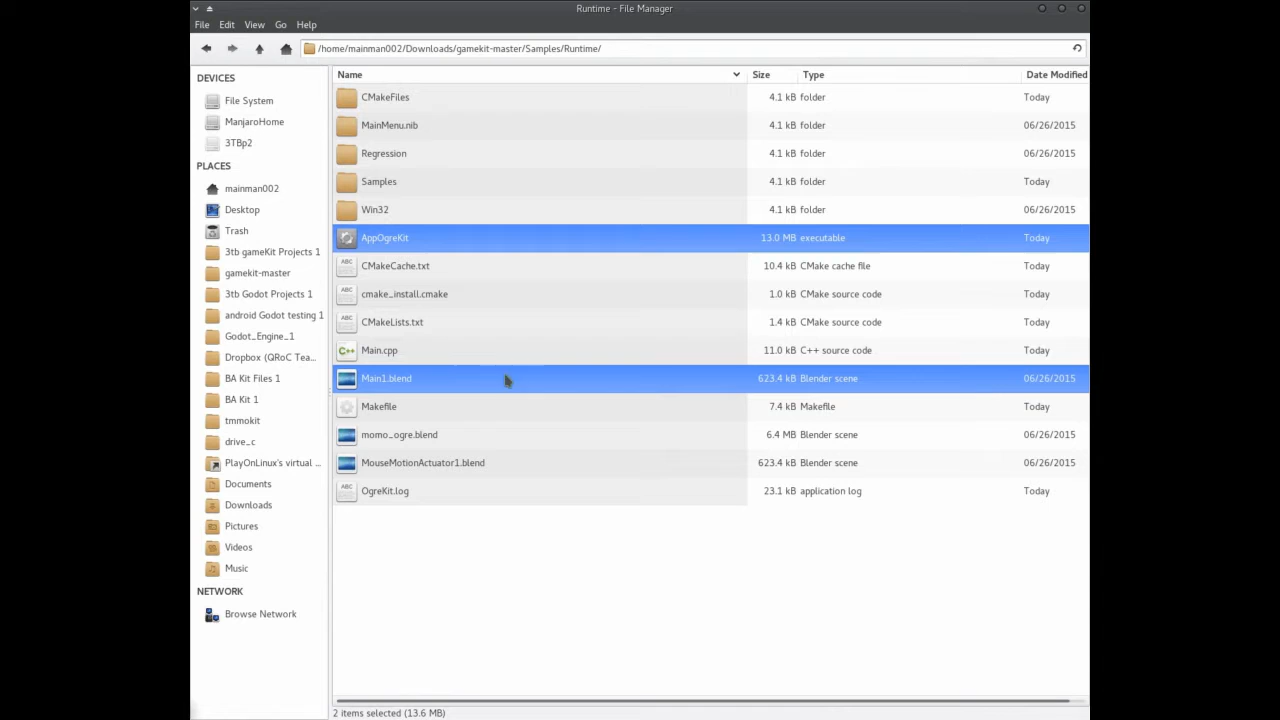 Runtime - File Manager
File Edit View Go Help
/home/mainman002/Downloads/gamekit-master/Samples/Runtime/
DEVICES
File System
ManjaroHome
3TBp2
PLACES
mainman002
Desktop
Trash
3tb gameKit Projects 1
gamekit-master
3tb Godot Projects 1
android Godot testing 1
Godot_Engine_1
Dropbox (QRoC Tea...
BA Kit Files 1
BA Kit 1
tmmokit
drive_c
PlayOnLinux's virtual ...
Documents
Downloads
Pictures
Videos
Music
NETWORK
Browse Network
Name Size Type Date Modified
CMakeFiles 4.1 kB folder Today
MainMenu.nib 4.1 kB folder 06/26/2015
Regression 4.1 kB folder 06/26/2015
Samples 4.1 kB folder 06/26/2015
Win32 4.1 kB folder 06/26/2015
AppOgreKit 13.0 MB executable Today
ABC CMakeCache.txt 10.4 kB CMake cache file Today
ABC cmake_install.cmake 1.0 kB CMake source code Today
ABC CMakeLists.txt 1.4 kB CMake source code Today
C++ Main.cpp 11.0 kB C++ source code Today
Main1.blend 623.4 kB Blender scene 06/26/2015
Makefile 7.4 kB Makefile Today
momo_ogre.blend 6.4 MB Blender scene 06/26/2015
MouseMotionActuator1.blend 623.4 kB Blender scene 06/26/2015
ABC OgreKit.log 23.1 kB application log Today
2 items selected (13.6 MB)